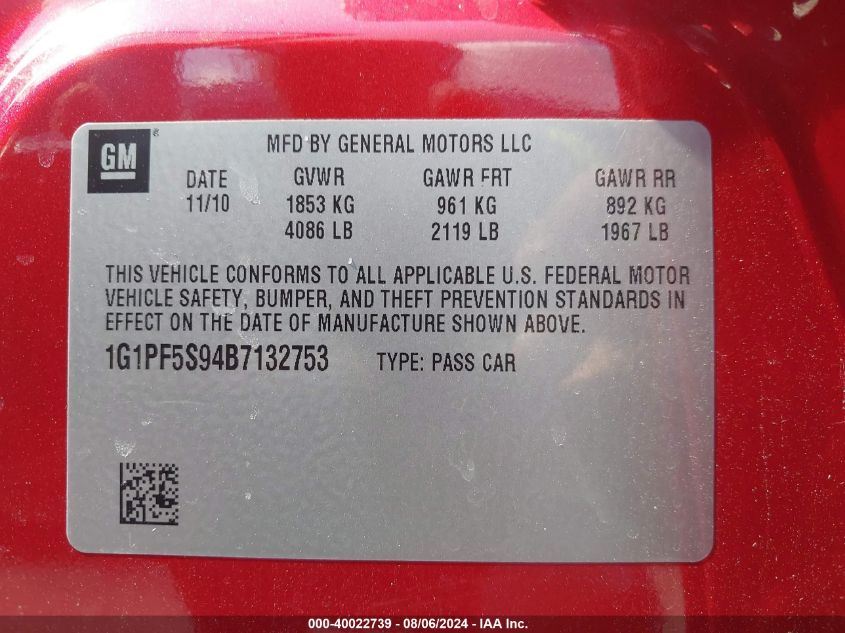 GM®
MFD BY GENERAL MOTORS LLC
DATE GVWR GAWR FRT GAWR RR
11/10 1853 KG 961 KG 892 KG
4086 LB 2119 LB 1967 LB
THIS VEHICLE CONFORMS TO ALL APPLICABLE U.S. FEDERAL MOTOR
VEHICLE SAFETY, BUMPER, AND THEFT PREVENTION STANDARDS IN
EFFECT ON THE DATE OF MANUFACTURE SHOWN ABOVE.
1G1PF5S94B7132753 TYPE: PASS CAR
000-40022739 - 08/06/2024 - IAA Inc.